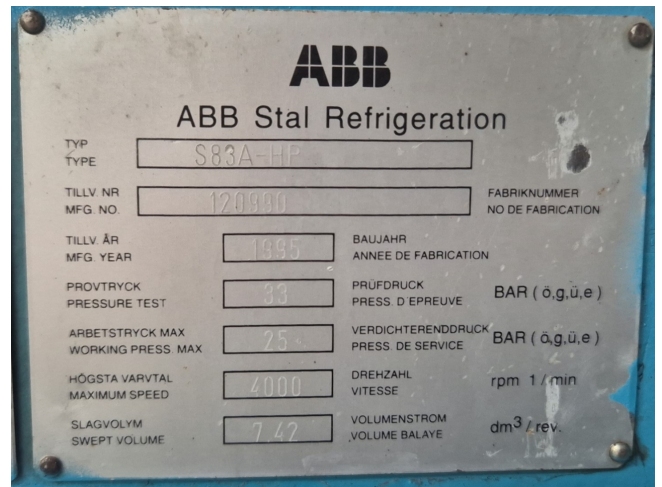 ABB
ABB Stal Refrigeration
TYP
TYPE S83A-HP
TILLV. NR
MFG. NO. 120990 FABRIKNUMMER
NO DE FABRICATION
TILLV. ÅR
MFG. YEAR 1995 BAUJAHR
ANNEE DE FABRICATION
PROVTRYCK
PRESSURE TEST 33 PRÜFDRUCK
PRESS. D'EPREUVE BAR (ö,g,ü,e)
ARBETSTRYCK MAX
WORKING PRESS. MAX 25 VERDICHTERENDDRUCK
PRESS. DE SERVICE BAR (ö,g,ü,e)
HÖGSTA VARVTAL
MAXIMUM SPEED 4000 DREHZAHL
VITESSE rpm 1/min
SLAGVOLYM
SWEPT VOLUME 7.42 VOLUMENSTROM
VOLUME BALAYE dm³/rev.